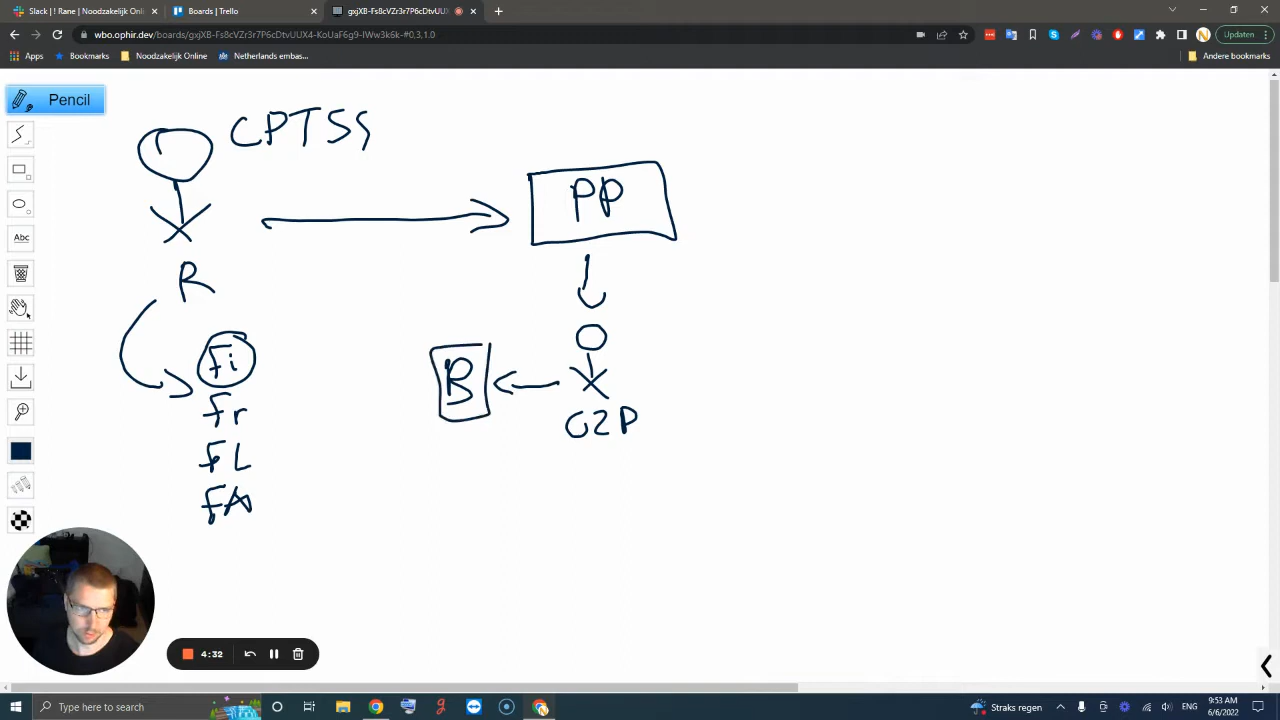 Slack | ! Rane | Noodzakelijk Onli
Boards | Trello
gxjXB-Fs8cVZr3r7P6cDtvUUX
wbo.ophir.dev/boards/gxjXB-Fs8cVZr3r7P6cDtvUUX4-KoUaF6g9-IWw3k6k-#0.3,1.0
Updaten
Apps
Bookmarks
Noodzakelijk Online
Netherlands embas...
Andere bookmarks
Pencil
Abc
CPTSS
PP
R
Fi
B
Fr
FL
FA
4:32
Type here to search
Straks regen
ENG
9:53 AM
6/6/2022